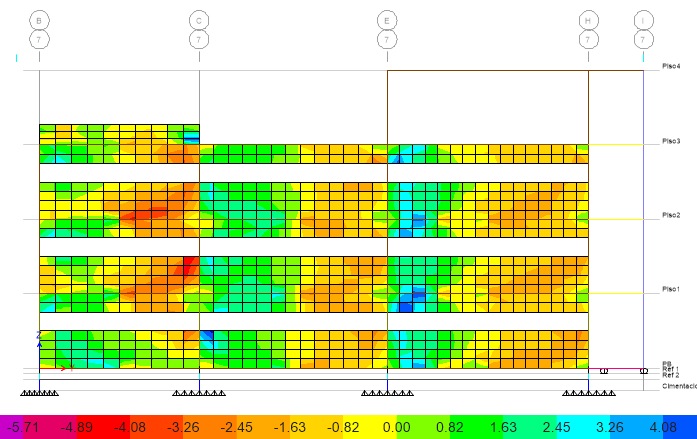 B C E H I
7 7 7 7 7
Piso4
Piso3
Piso2
Piso1
Z
PB
Ref 1
Ref 2
Cimentacio
-5.71 -4.89 -4.08 -3.26 -2.45 -1.63 -0.82 0.00 0.82 1.63 2.45 3.26 4.08